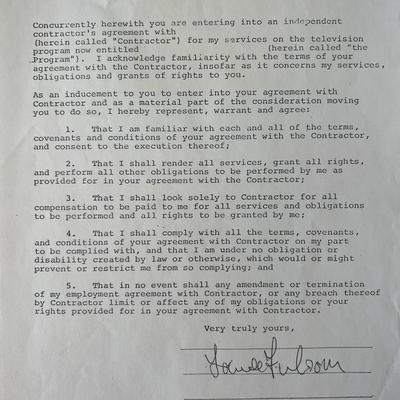 Concurrently herewith you are entering into an independent
contractor's agreement with
(herein called "Contractor") for my services on the television
program now entitled (herein called "the
Program"). I acknowledge familiarity with the terms of your
agreement with the Contractor, insofar as it concerns my services,
obligations and grants of rights to you.
As an inducement to you to enter into your agreement with
Contractor and as a material part of the consideration moving
you to do so, I hereby represent, warrant and agree:
1. That I am familiar with each and all of the terms,
covenants and conditions of your agreement with the Contractor,
and consent to the execution thereof;
2. That I shall render all services, grant all rights,
and perform all other obligations to be performed by me as
provided for in your agreement with the Contractor;
3. That I shall look solely to Contractor for all
compensation to be paid to me for all services and obligations
to be performed and all rights to be granted by me;
4. That I shall comply with all the terms, covenants,
and conditions of your agreement with Contractor on my part
to be complied with, and that I am under no obligation or
disability created by law or otherwise, which would or might
prevent or restrict me from so complying; and
5. That in no event shall any amendment or termination
of my employment agreement with Contractor, or any breach thereof
by Contractor limit or affect any of my obligations or your
rights provided for in your agreement with Contractor.
Very truly yours,